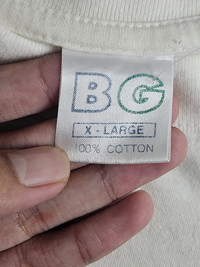 BG
X-LARGE
100% COTTON